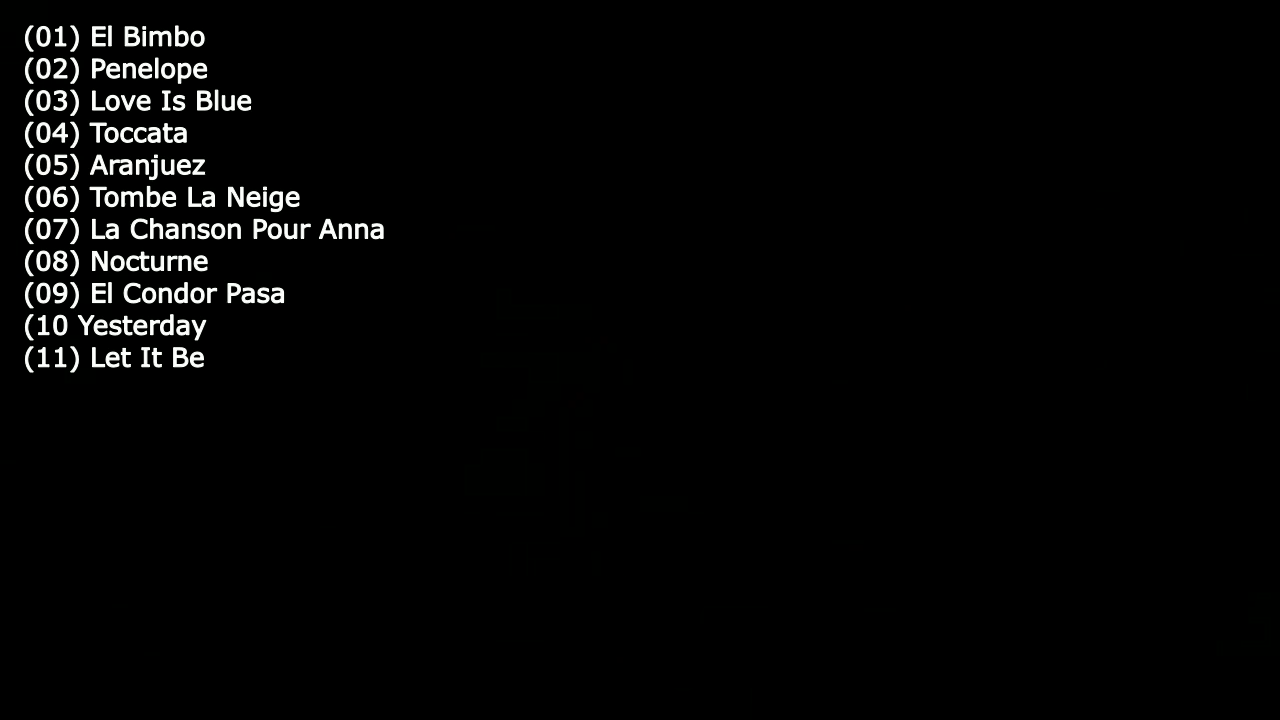 (01) El Bimbo
(02) Penelope
(03) Love Is Blue
(04) Toccata
(05) Aranjuez
(06) Tombe La Neige
(07) La Chanson Pour Anna
(08) Nocturne
(09) El Condor Pasa
(10 Yesterday
(11) Let It Be